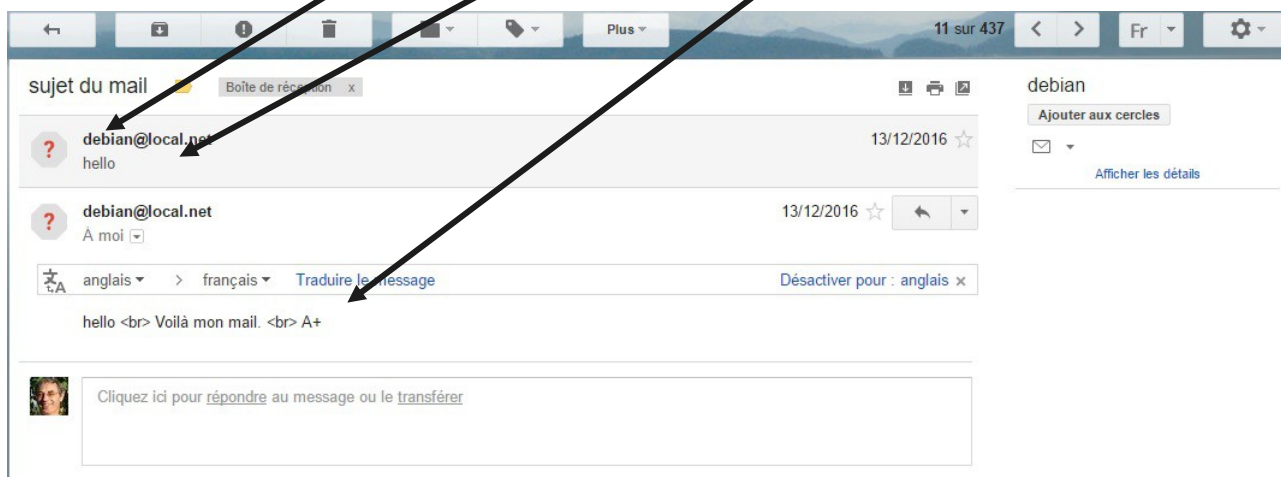 Plus
11 sur 437
Fr
sujet du mail
Boîte de réception x
debian@local.net
13/12/2016
hello
debian@local.net
13/12/2016
À moi
anglais > français Traduire le message
Désactiver pour : anglais x
hello <br> Voilà mon mail. <br> A+
Cliquez ici pour répondre au message ou le transférer
debian
Ajouter aux cercles
Afficher les détails